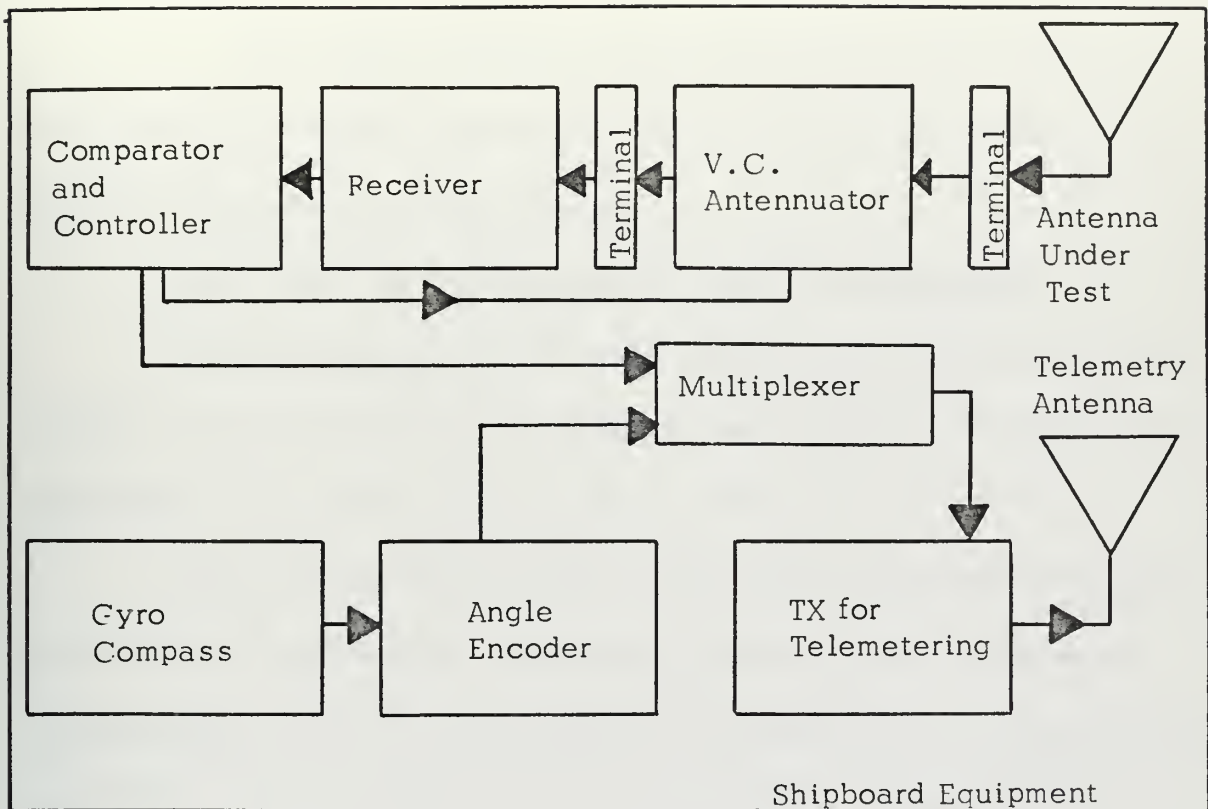 Comparator
and
Controller
Receiver
Terminal
V.C.
Antennuator
Terminal
Antenna
Under
Test
Multiplexer
Telemetry
Antenna
Gyro
Compass
Angle
Encoder
TX for
Telemetering
Shipboard Equipment